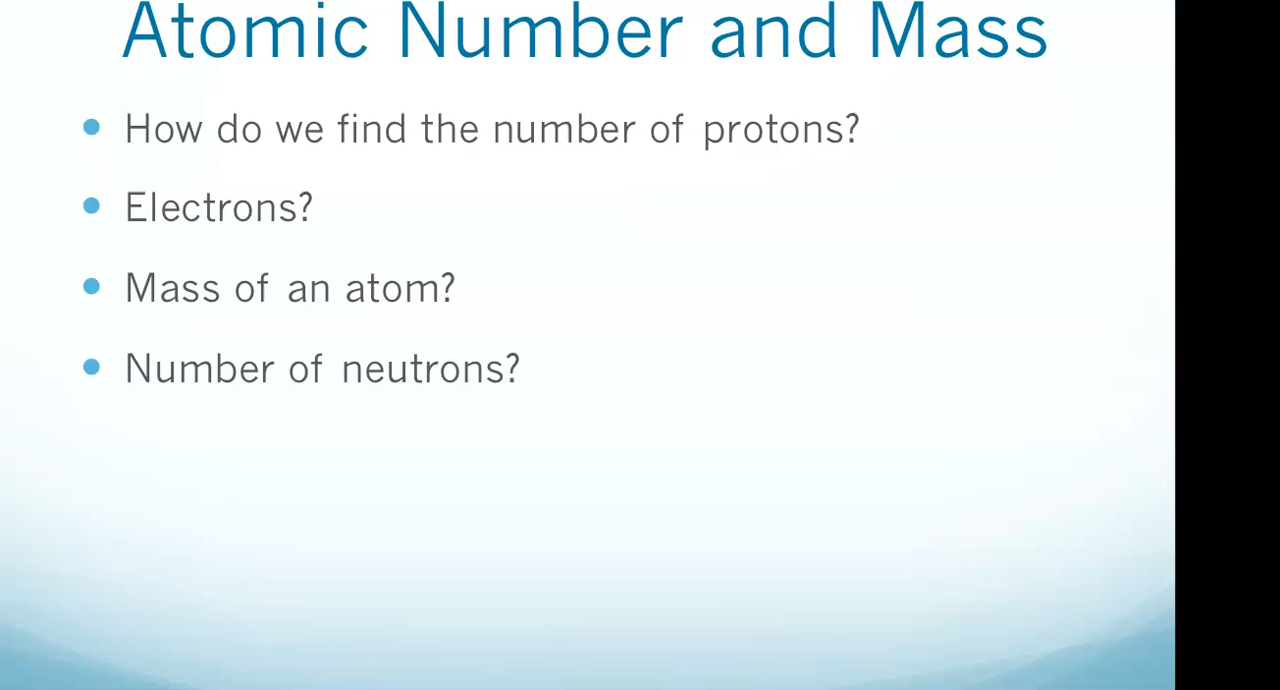 Atomic Number and Mass
How do we find the number of protons?
Electrons?
Mass of an atom?
Number of neutrons?